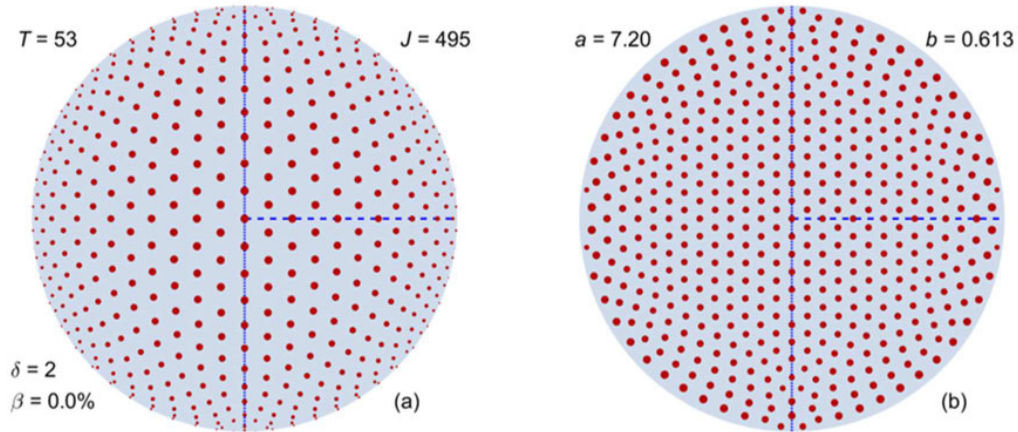 T = 53
J = 495
a = 7.20
b = 0.613
δ = 2
β = 0.0%
(a)
(b)